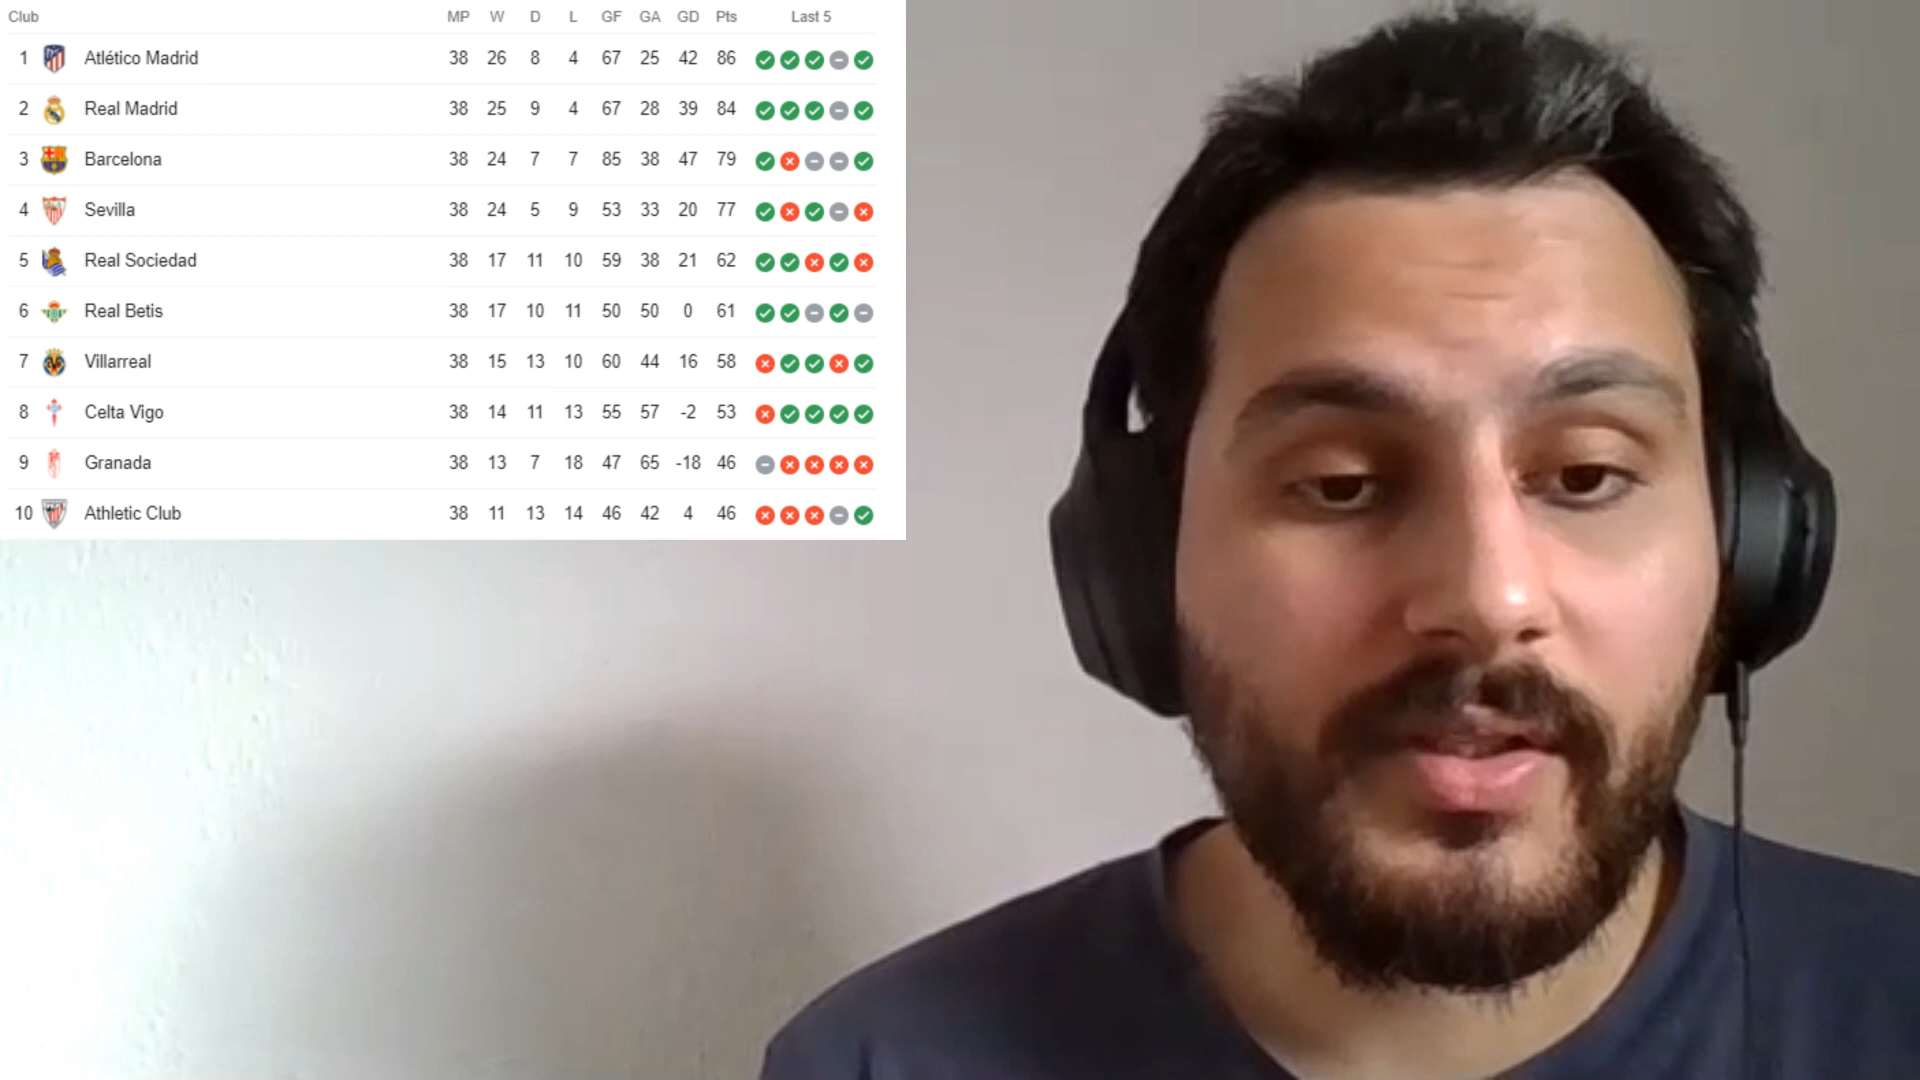 Club MP W D L GF GA GD Pts Last 5
1 Atlético Madrid 38 26 8 4 67 25 42 86
2 Real Madrid 38 25 9 4 67 28 39 84
3 Barcelona 38 24 7 7 85 38 47 79
4 Sevilla 38 24 5 9 53 33 20 77
5 Real Sociedad 38 17 11 10 59 38 21 62
6 Real Betis 38 17 10 11 50 50 0 61
7 Villarreal 38 15 13 10 60 44 16 58
8 Celta Vigo 38 14 11 13 55 57 -2 53
9 Granada 38 13 7 18 47 65 -18 46
10 Athletic Club 38 11 13 14 46 42 4 46